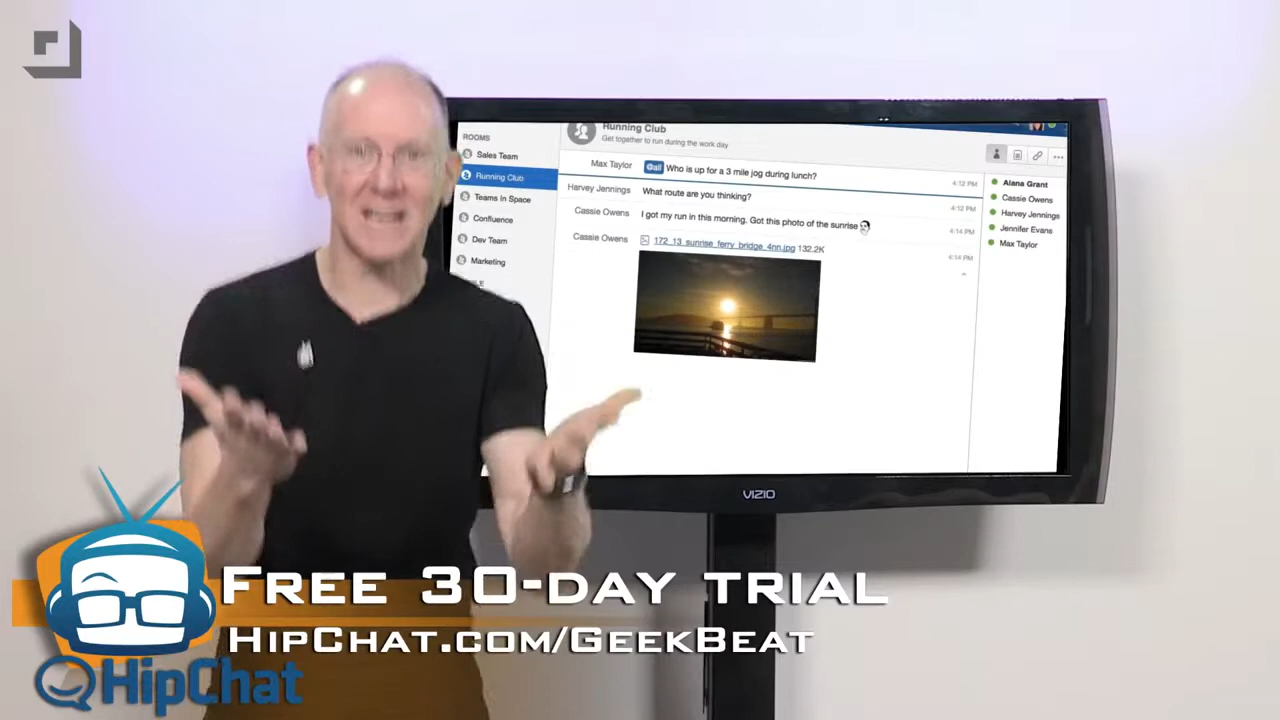 Running Club
Get together to run during the work day
ROOMS
Sales Team
Running Club
Teams In Space
Confluence
Dev Team
Marketing
Max Taylor @all Who is up for a 3 mile jog during lunch? 4:12 PM
Harvey Jennings What route are you thinking? 4:12 PM
Cassie Owens I got my run in this morning. Got this photo of the sunrise 4:14 PM
Cassie Owens 172_13_sunrise_ferry_bridge_4nn.jpg 132.2K 4:14 PM
Alana Grant
Cassie Owens
Harvey Jennings
Jennifer Evans
Max Taylor
VIZIO
FREE 30-DAY TRIAL
HIPCHAT.COM/GEEKBEAT
HipChat